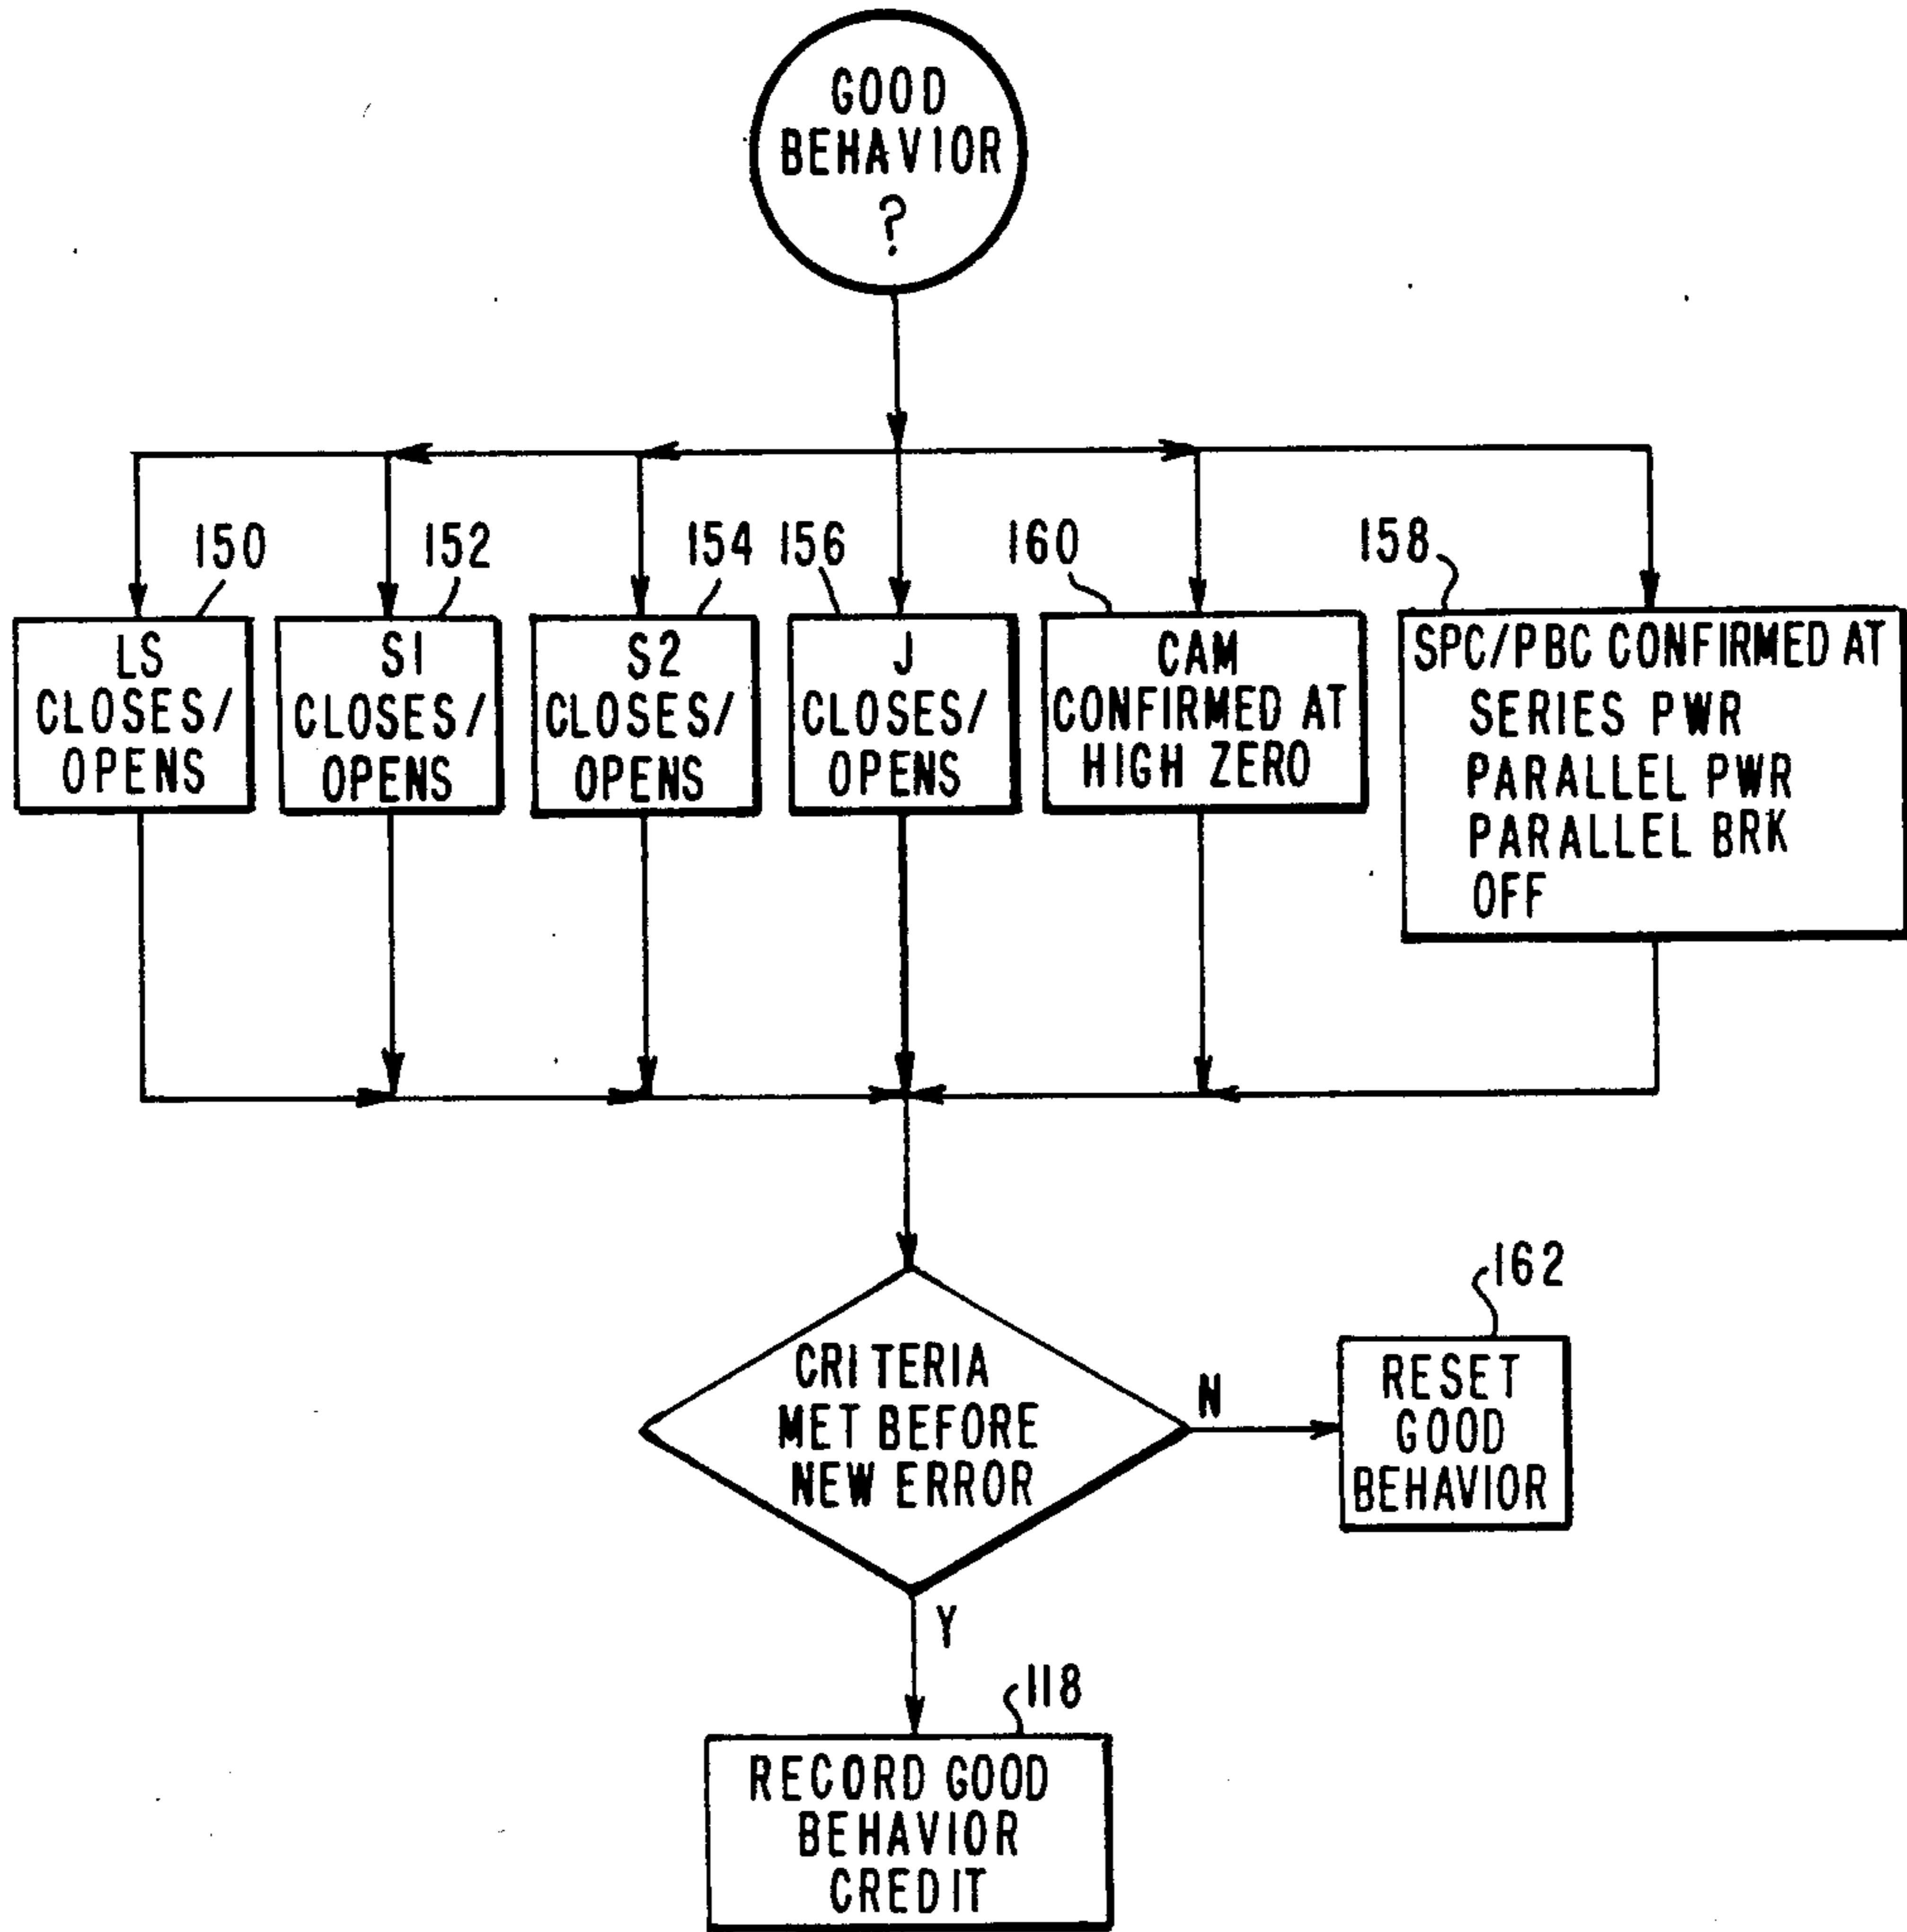 GOOD
BEHAVIOR
?
150
152
154
156
160
158
LS
CLOSES/
OPENS
S1
CLOSES/
OPENS
S2
CLOSES/
OPENS
J
CLOSES/
OPENS
CAM
CONFIRMED AT
HIGH ZERO
SPC/PBC CONFIRMED AT
SERIES PWR
PARALLEL PWR
PARALLEL BRK
OFF
CRITERIA
MET BEFORE
NEW ERROR
N
162
RESET
GOOD
BEHAVIOR
Y
118
RECORD GOOD
BEHAVIOR
CREDIT